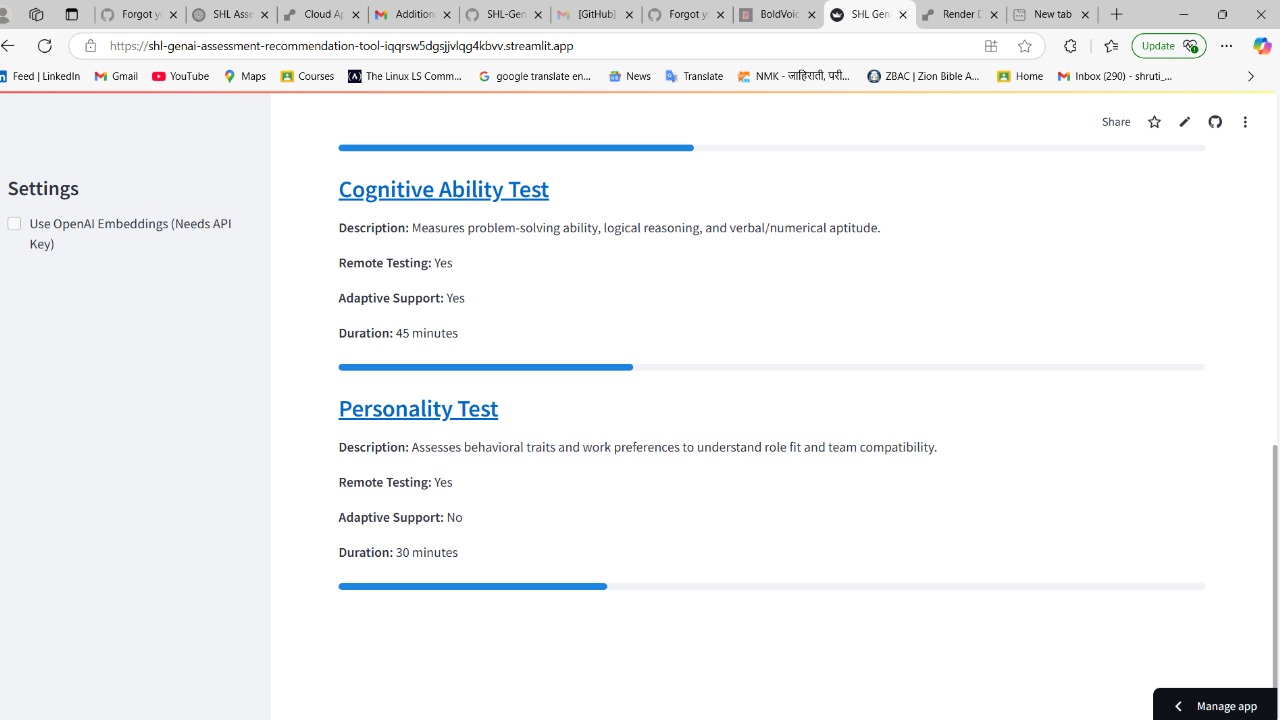 Forgot yo
SHL Asse
Cloud Ap
Addition
SHL-Gen
[GitHub]
Forgot yo
BoldVoic
SHL Gen
Render D
New tab
https://shl-genai-assessment-recommendation-tool-iqqrsw5dgsjjvlqg4kbvv.streamlit.app
Update
Feed | LinkedIn
Gmail
YouTube
Maps
Courses
The Linux LS Comm...
google translate en...
News
Translate
NMK - जाहिराती, परी...
ZBAC | Zion Bible A...
Home
Inbox (290) - shruti_...
Share
Settings
Use OpenAI Embeddings (Needs API
Key)
Cognitive Ability Test
Description: Measures problem-solving ability, logical reasoning, and verbal/numerical aptitude.
Remote Testing: Yes
Adaptive Support: Yes
Duration: 45 minutes
Personality Test
Description: Assesses behavioral traits and work preferences to understand role fit and team compatibility.
Remote Testing: Yes
Adaptive Support: No
Duration: 30 minutes
Manage app